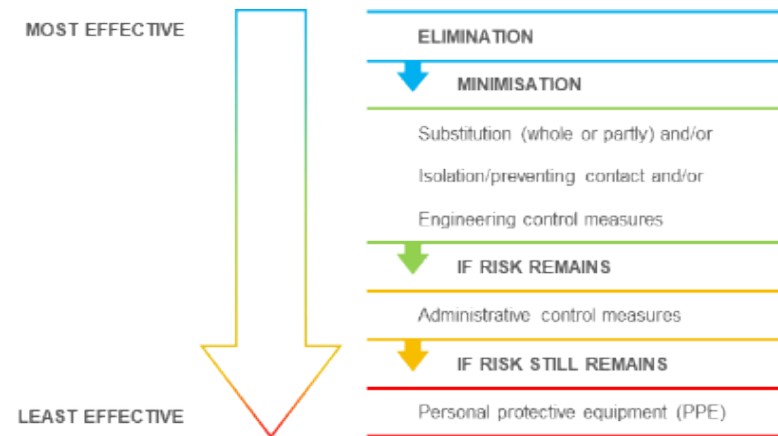 MOST EFFECTIVE
ELIMINATION
MINIMISATION
Substitution (whole or partly) and/or
Isolation/preventing contact and/or
Engineering control measures
IF RISK REMAINS
Administrative control measures
IF RISK STILL REMAINS
LEAST EFFECTIVE
Personal protective equipment (PPE)